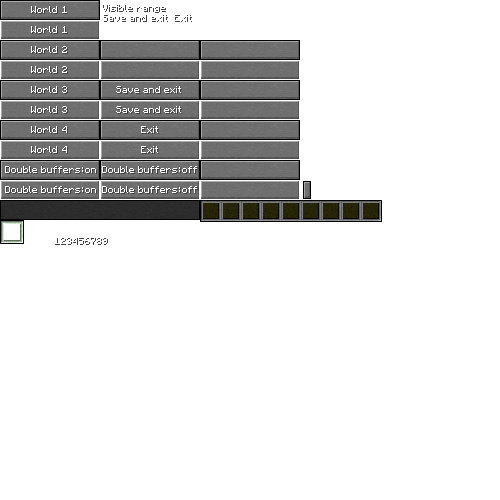 World 1
Visible range
Save and exit Exit
World 1
World 2
World 2
World 3 Save and exit
World 3 Save and exit
World 4 Exit
World 4 Exit
Double buffers:on Double buffers:off
Double buffers:on Double buffers:off
123456789